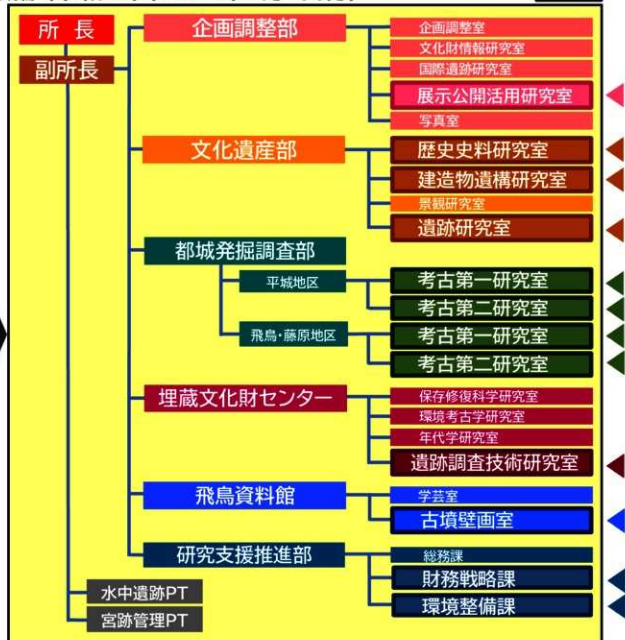 所 長
副所長
企画調整部
企画調整室
文化財情報研究室
国際遺跡研究室
展示公開活用研究室
写真室
文化遺産部
歴史史料研究室
建造物遺構研究室
景観研究室
遺跡研究室
都城発掘調査部
平城地区
考古第一研究室
考古第二研究室
飛鳥・藤原地区
考古第一研究室
考古第二研究室
埋蔵文化財センター
保存修復科学研究室
環境考古学研究室
年代学研究室
遺跡調査技術研究室
飛鳥資料館
学芸室
古墳壁画室
研究支援推進部
総務課
財務戦略課
環境整備課
水中遺跡PT
宮跡管理PT